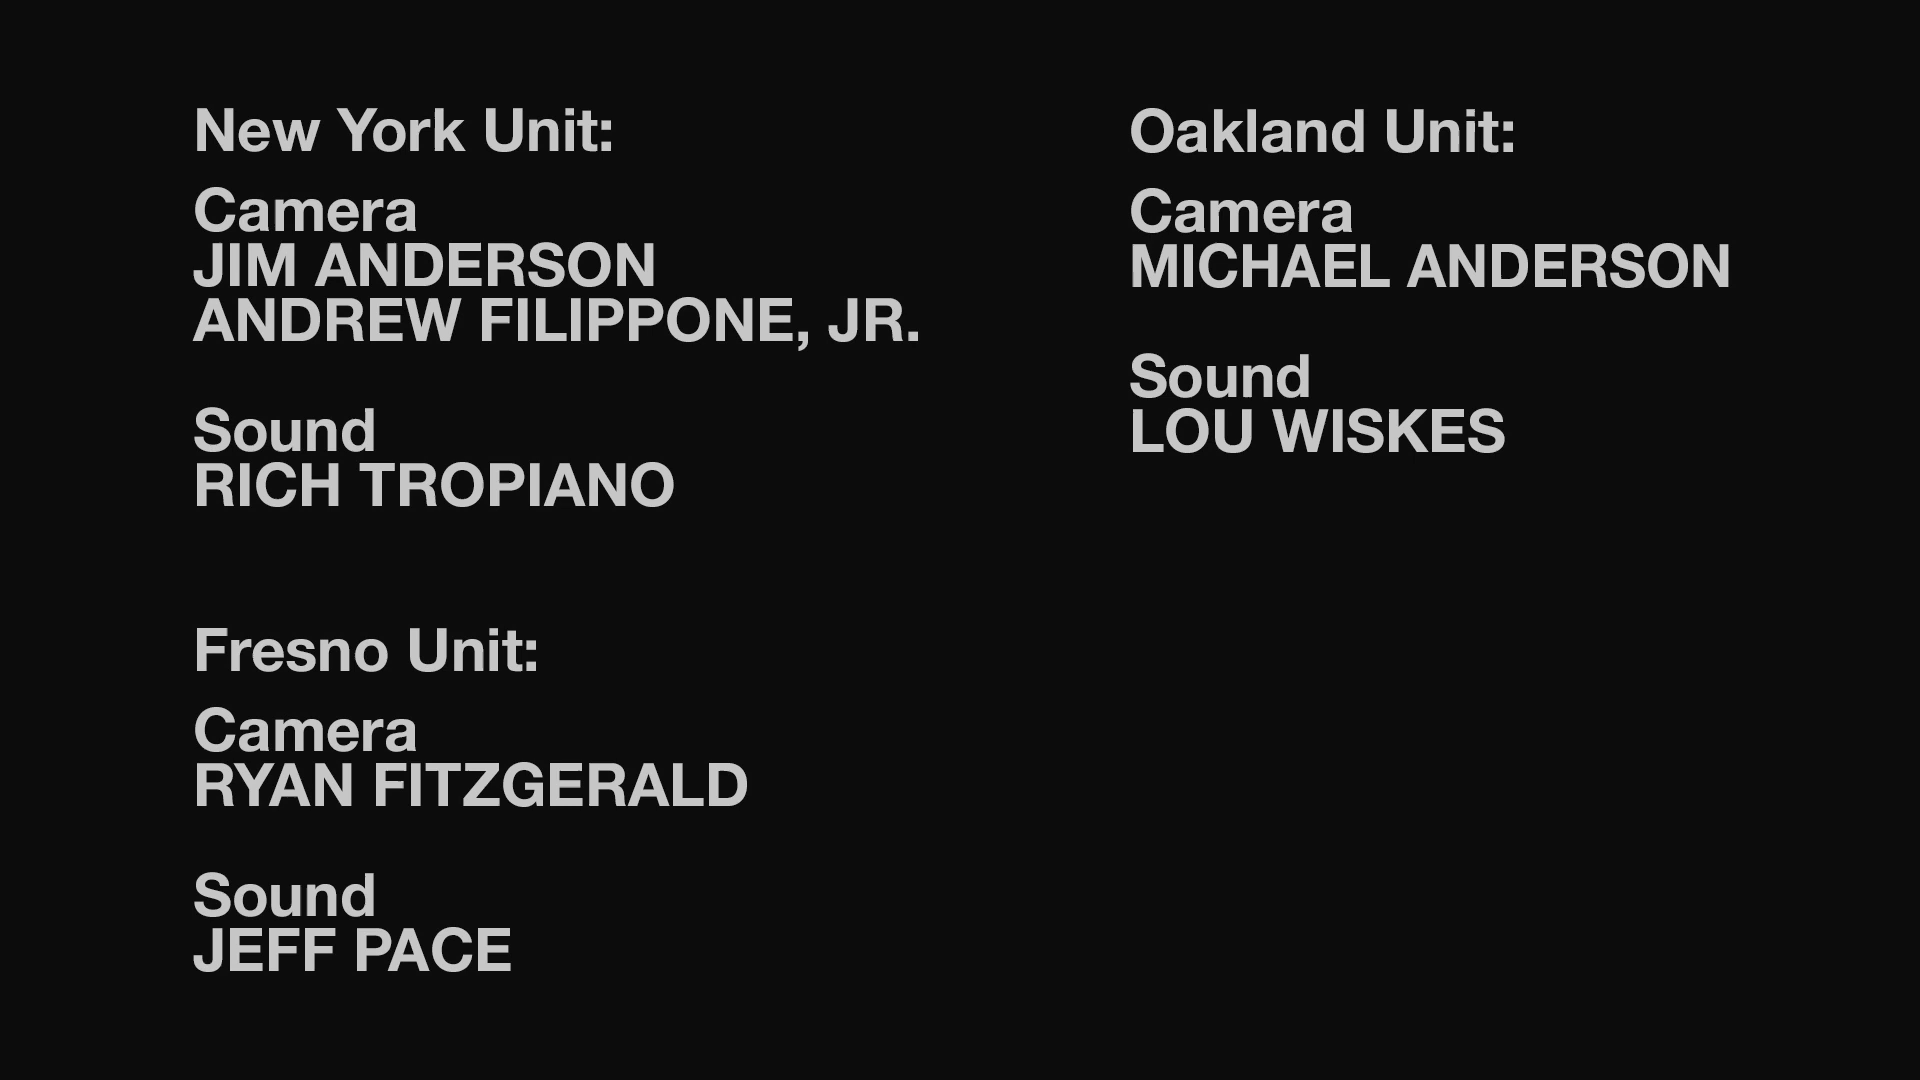 New York Unit:
Camera
JIM ANDERSON
ANDREW FILIPPONE, JR.
Sound
RICH TROPIANO
Fresno Unit:
Camera
RYAN FITZGERALD
Sound
JEFF PACE
Oakland Unit:
Camera
MICHAEL ANDERSON
Sound
LOU WISKES